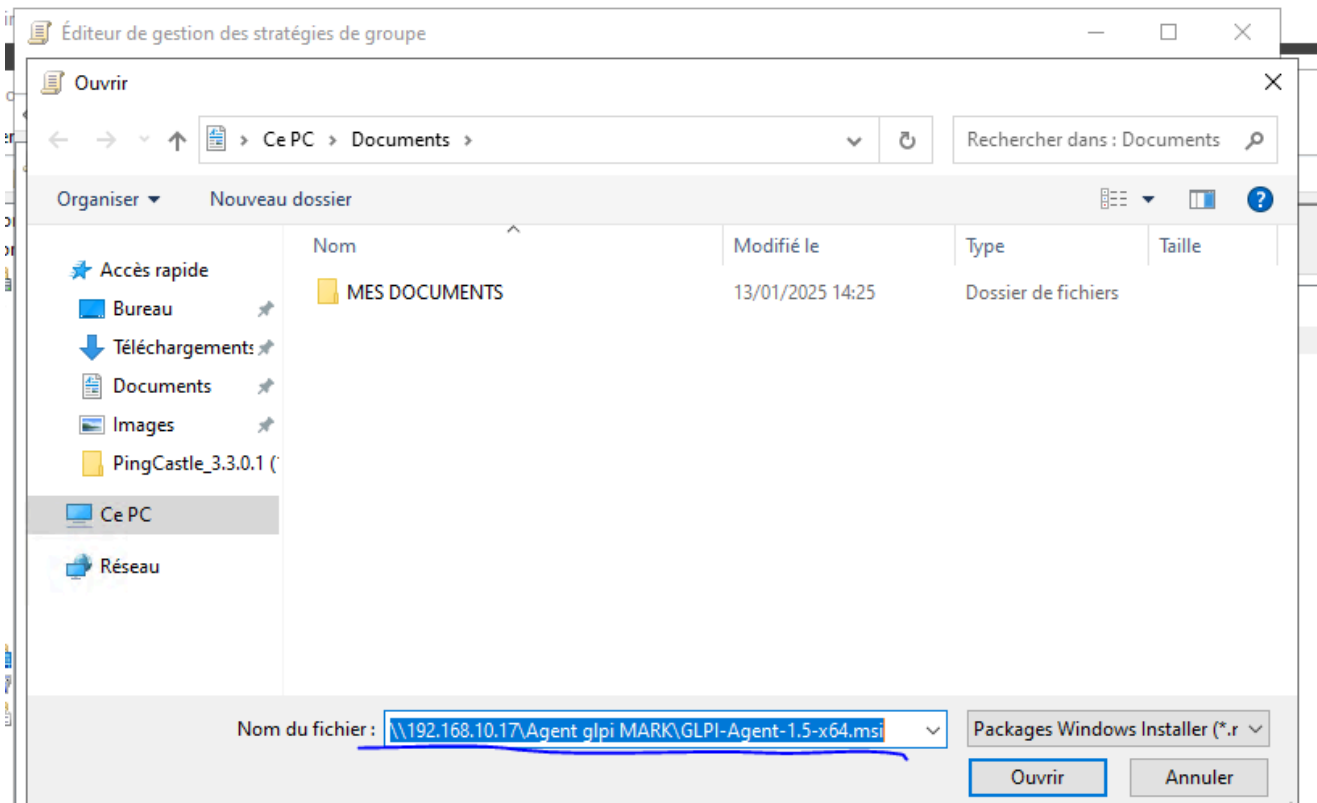 Éditeur de gestion des stratégies de groupe
Ouvrir
Ce PC > Documents >
Rechercher dans : Documents
Organiser
Nouveau dossier
Nom
Modifié le
Type
Taille
Accès rapide
MES DOCUMENTS
13/01/2025 14:25
Dossier de fichiers
Bureau
Téléchargements
Documents
Images
PingCastle_3.3.0.1 (
Ce PC
Réseau
Nom du fichier : \\192.168.10.17\Agent glpi MARK\GLPI-Agent-1.5-x64.msi
Packages Windows Installer (*.r
Ouvrir
Annuler